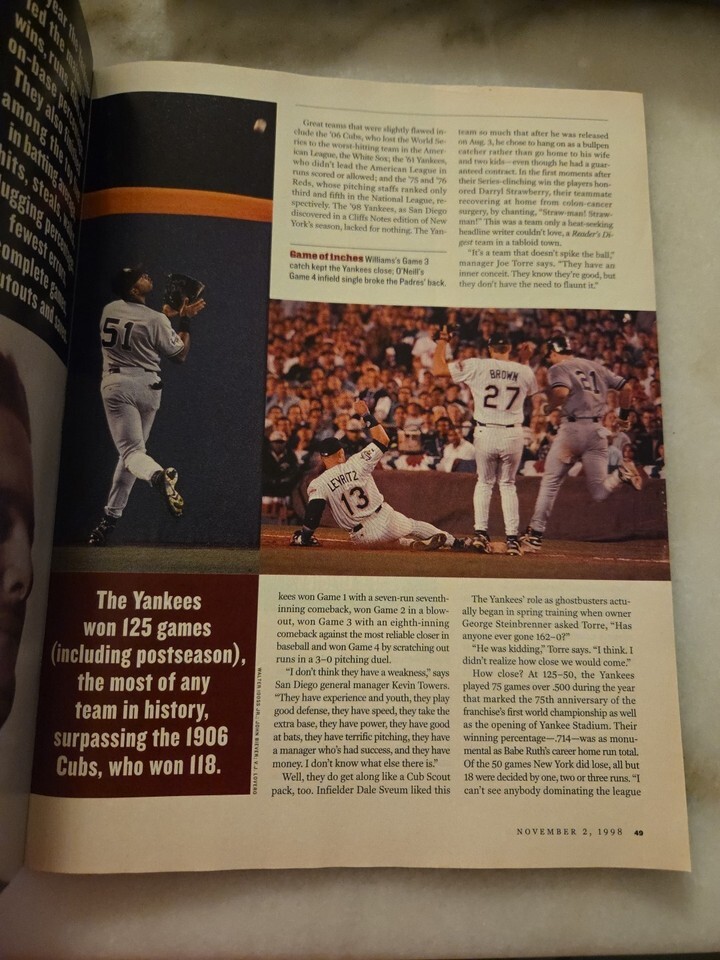 year
led the
wins, runs,
on-base
They also
among the
in batting
hits,
fewest
complete
and
Great teams that were slightly flawed in-
clude the '06 Cubs, who lost the World Se-
ries to the worst-hitting team in the Amer-
ican League, the White Sox; the '61 Yankees,
who didn't lead the American League in
runs scored or allowed; and the '75 and '76
Reds, whose pitching staffs ranked only
third and fifth in the National League, re-
spectively. The '98 Yankees, as San Diego
discovered in a Cliffs Notes edition of New
York's season, lacked for nothing. The Yan-
Game of Inches Williams's Game 3
catch kept the Yankees close; O'Neill's
Game 4 infield single broke the Padres' back.
team so much that after he was released
on Aug. 3, he chose to hang on as a bullpen
catcher rather than go home to his wife
and two kids—even though he had a guar-
anteed contract. In the first moments after
their Series-clinching win the players hon-
ored Darryl Strawberry, their teammate
recovering at home from colon-cancer
surgery, by chanting, "Straw-man! Straw-
man!" This was a team only a heat-seeking
headline writer couldn't love, a Reader's Di-
gest team in a tabloid town.
"It's a team that doesn't spike the ball,"
manager Joe Torre says. "They have an
inner conceit. They know they're good, but
they don't have the need to flaunt it."
51
LEYRITZ
13
BROWN
27
21
The Yankees
won 125 games
(including postseason),
the most of any
team in history,
surpassing the 1906
Cubs, who won 118.
WALTER IOOSS JR., JOHN BIEVER, V.J. LOVERO
kees won Game 1 with a seven-run seventh-
inning comeback, won Game 2 in a blow-
out, won Game 3 with an eighth-inning
comeback against the most reliable closer in
baseball and won Game 4 by scratching out
runs in a 3–0 pitching duel.
"I don't think they have a weakness," says
San Diego general manager Kevin Towers.
"They have experience and youth, they play
good defense, they have speed, they take the
extra base, they have power, they have good
at bats, they have terrific pitching, they have
a manager who's had success, and they have
money. I don't know what else there is."
Well, they do get along like a Cub Scout
pack, too. Infielder Dale Sveum liked this
The Yankees' role as ghostbusters actu-
ally began in spring training when owner
George Steinbrenner asked Torre, "Has
anyone ever gone 162–0?"
"He was kidding," Torre says. "I think. I
didn't realize how close we would come."
How close? At 125–50, the Yankees
played 75 games over .500 during the year
that marked the 75th anniversary of the
franchise's first world championship as well
as the opening of Yankee Stadium. Their
winning percentage—.714—was as monu-
mental as Babe Ruth's career home run total.
Of the 50 games New York did lose, all but
18 were decided by one, two or three runs. "I
can't see anybody dominating the league
NOVEMBER 2, 1998 49